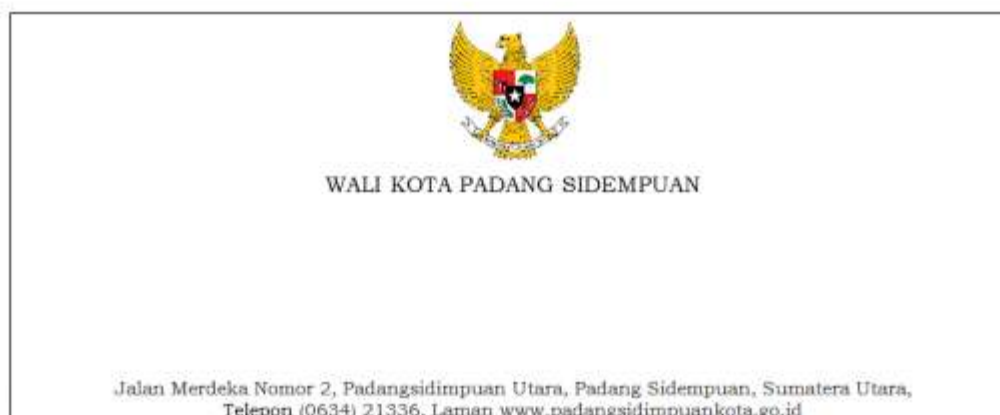 WALI KOTA PADANG SIDEMPUAN
Jalan Merdeka Nomor 2, Padangsidimpuan Utara, Padang Sidempuan, Sumatera Utara,
Telepon (0634) 21336, Laman www.padangsidimpuankota.go.id